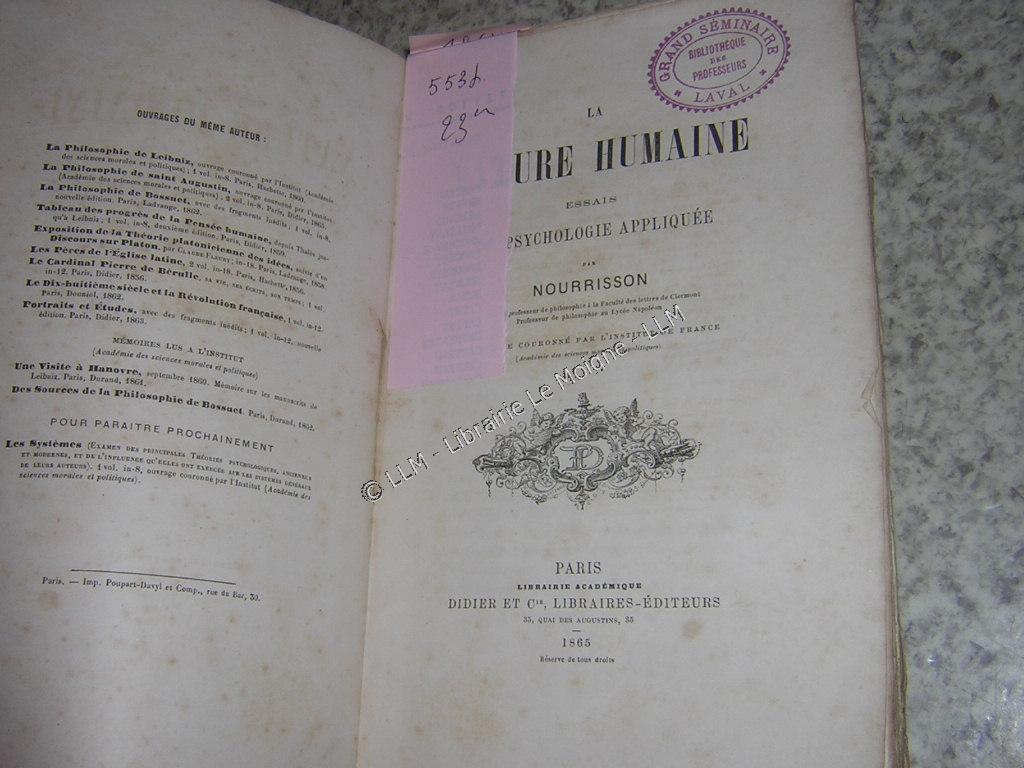 OUVRAGES DU MÊME AUTEUR :
La Philosophie de Leibniz, ouvrage couronné par l'Institut (Académie
des sciences morales et politiques) ; 1 vol. in-8. Paris, Hachette, 1860.
La Philosophie de saint Augustin, ouvrage couronné par l'Institut
(Académie des sciences morales et politiques) ; 2 vol. in-8. Paris, Didier, 1865.
La Philosophie de Bossuet, avec des fragments inédits ; 1 vol. in-8,
nouvelle édition. Paris, Ladrange, 1862.
Tableau des progrès de la Pensée humaine, depuis Thalès jus-
qu'à Leibniz ; 1 vol. in-8, deuxième édition. Paris, Didier, 1859.
Exposition de la Théorie platonicienne des idées, suivie d'un
Discours sur Platon, par CLAUDE FLEURY ; in-18. Paris, Ladrange, 1858.
Les Pères de l'Église latine, 2 vol. in-18. Paris, Hachette, 1856.
Le Cardinal Pierre de Bérulle, SA VIE, SES ÉCRITS, SON TEMPS ; 1 vol.
in-12. Paris, Didier, 1856.
Le Dix-huitième siècle et la Révolution française, 1 vol. in-12.
Paris, Douniol, 1862.
Portraits et Études, avec des fragments inédits ; 1 vol. in-12, nouvelle
édition. Paris, Didier, 1863.
MÉMOIRES LUS A L'INSTITUT
(Académie des sciences morales et politiques)
Une Visite à Hanovre, septembre 1860. Mémoire sur les manuscrits de
Leibniz. Paris, Durand, 1861.
Des Sources de la Philosophie de Bossuet. Paris, Durand, 1862.
POUR PARAITRE PROCHAINEMENT
Les Systèmes (EXAMEN DES PRINCIPALES THÉORIES PSYCHOLOGIQUES, ANCIENNES
ET MODERNES, ET DE L'INFLUENCE QU'ELLES ONT EXERCÉE SUR LES SYSTÈMES GÉNÉRAUX
DE LEURS AUTEURS). 1 vol. in-8, ouvrage couronné par l'Institut (Académie des
sciences morales et politiques).
Paris. — Imp. Poupart-Davyl et Comp., rue du Bac, 30.
553f.
23
GRAND SÉMINAIRE
BIBLIOTHÈQUE
DES
PROFESSEURS
LAVAL
LA
URE HUMAINE
ESSAIS
PSYCHOLOGIE APPLIQUÉE
PAR
NOURRISSON
professeur de philosophie à la Faculté des lettres de Clermont
Professeur de philosophie au Lycée Napoléon
E COURONNÉ PAR L'INSTITUT DE FRANCE
(Académie des sciences morales et politiques)
D
PARIS
LIBRAIRIE ACADÉMIQUE
DIDIER ET Cie, LIBRAIRES-ÉDITEURS
35, QUAI DES AUGUSTINS, 35
1865
Réserve de tous droits
© LLM - Librairie Le Moigne - LLM